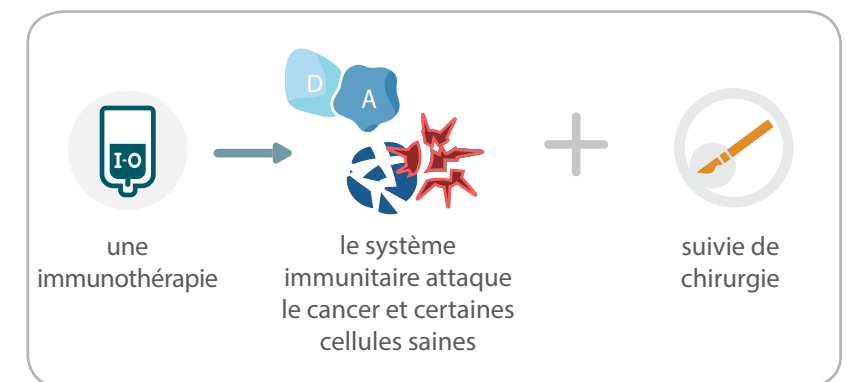 D
A
I-O
une
immunothérapie
le système
immunitaire attaque
le cancer et certaines
cellules saines
suivie de
chirurgie